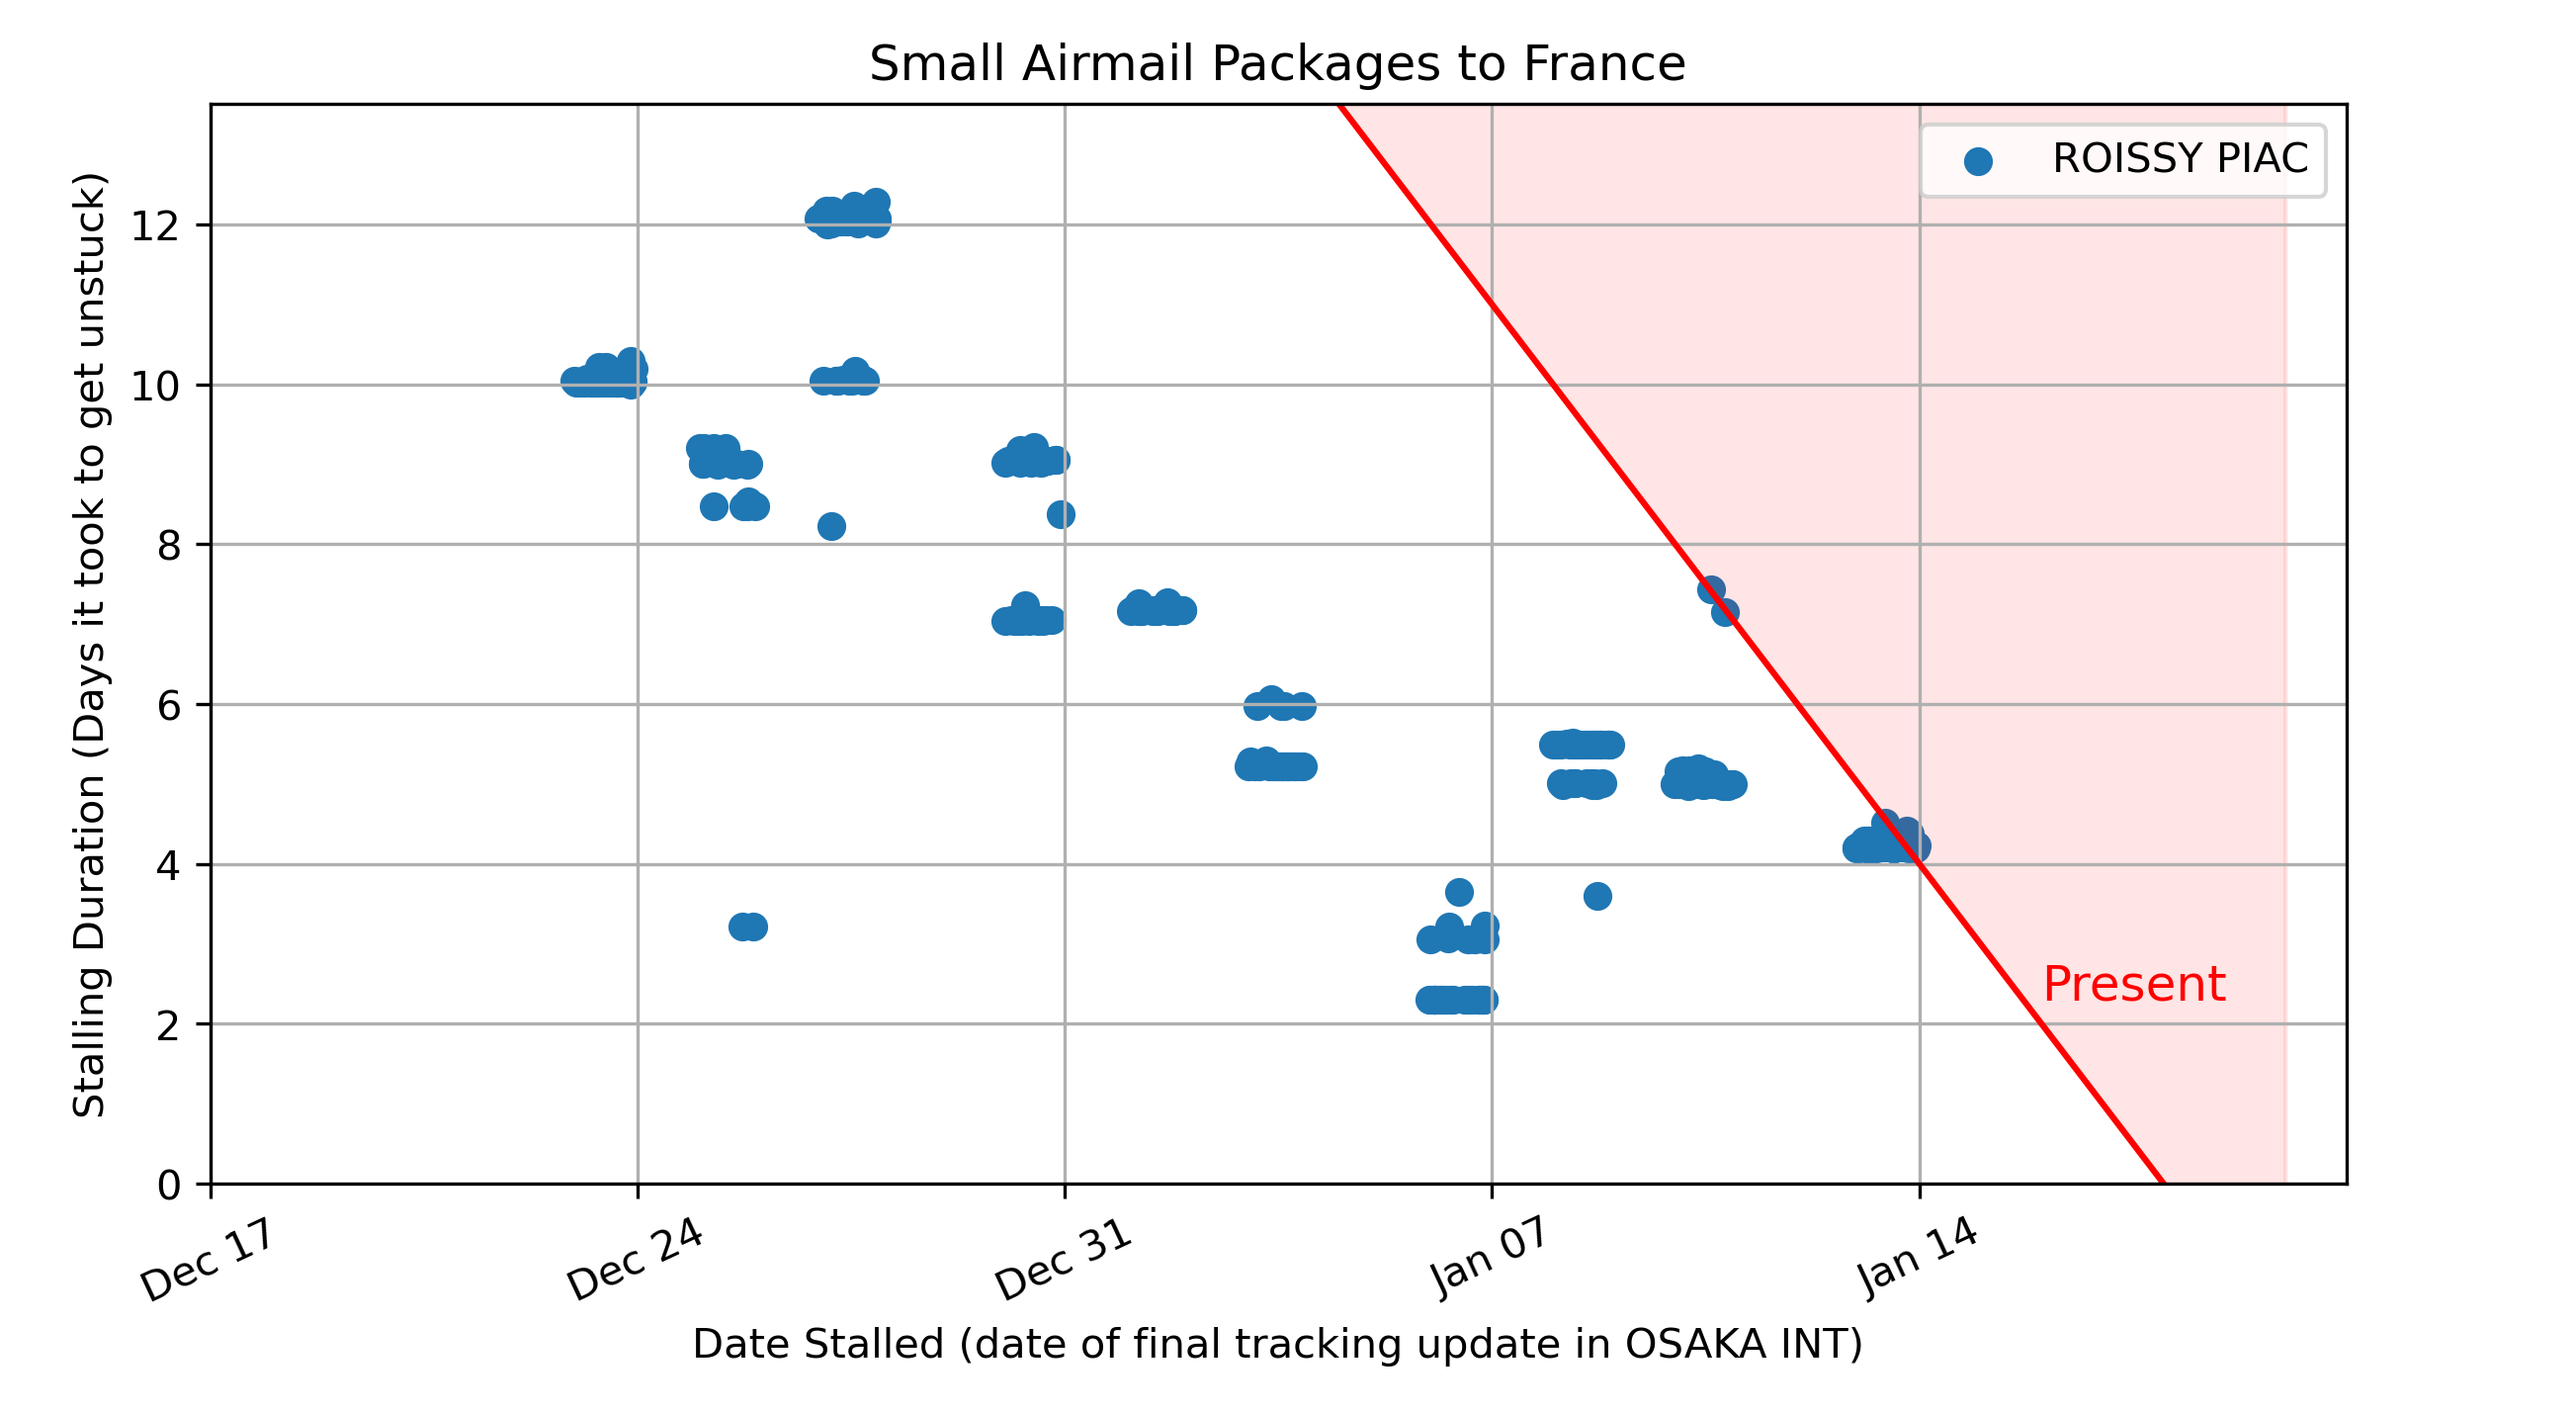 Small Airmail Packages to France
ROISSY PIAC
Stalling Duration (Days it took to get unstuck)
12
10
8
6
4
2
0
Present
Dec 17
Dec 24
Dec 31
Jan 07
Jan 14
Date Stalled (date of final tracking update in OSAKA INT)